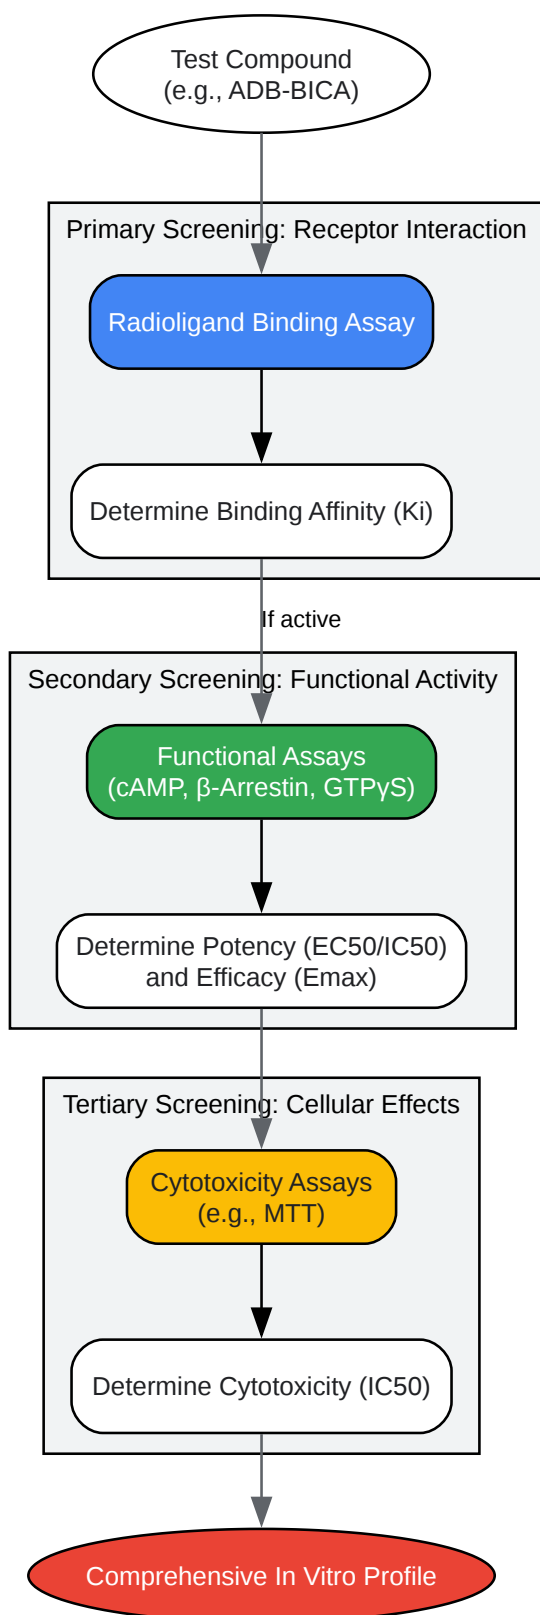 Test Compound
(e.g., ADB-BICA)
Primary Screening: Receptor Interaction
Radioligand Binding Assay
Determine Binding Affinity (Ki)
If active
Secondary Screening: Functional Activity
Functional Assays
(cAMP, β-Arrestin, GTPγS)
Determine Potency (EC50/IC50)
and Efficacy (Emax)
Tertiary Screening: Cellular Effects
Cytotoxicity Assays
(e.g., MTT)
Determine Cytotoxicity (IC50)
Comprehensive In Vitro Profile